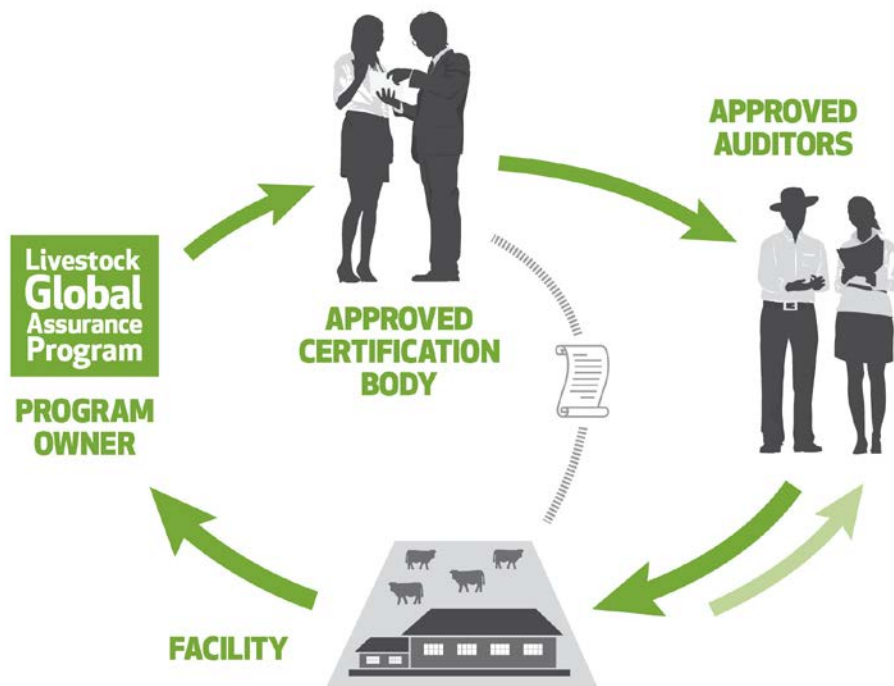 APPROVED
AUDITORS
Livestock
Global
Assurance
Program
APPROVED
CERTIFICATION
BODY
PROGRAM
OWNER
FACILITY